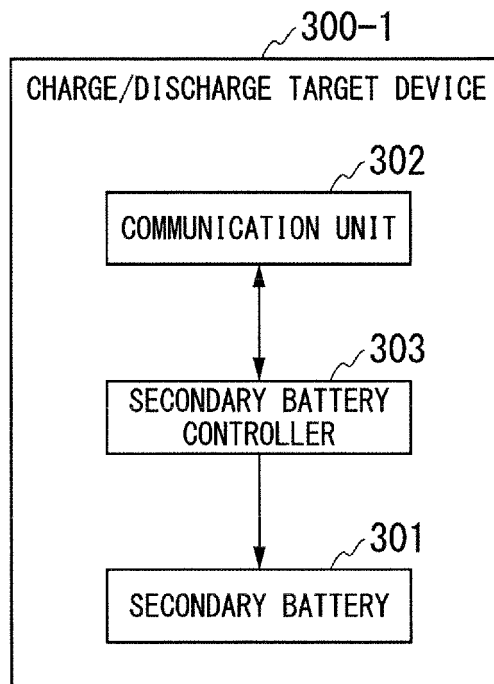 300-1
CHARGE/DISCHARGE TARGET DEVICE
302
COMMUNICATION UNIT
303
SECONDARY BATTERY
CONTROLLER
301
SECONDARY BATTERY